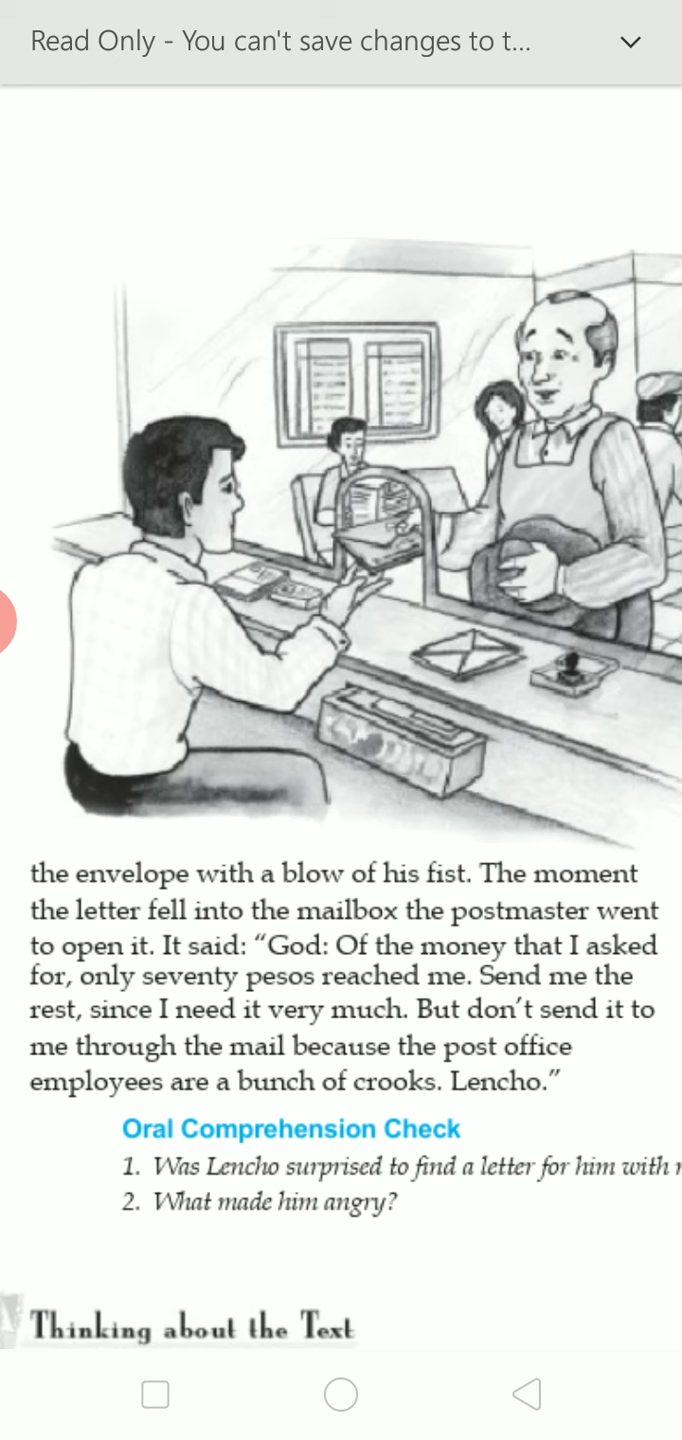 Read Only - You can't save changes to t...
the envelope with a blow of his fist. The moment
the letter fell into the mailbox the postmaster went
to open it. It said: “God: Of the money that I asked
for, only seventy pesos reached me. Send me the
rest, since I need it very much. But don’t send it to
me through the mail because the post office
employees are a bunch of crooks. Lencho.”
Oral Comprehension Check
1. Was Lencho surprised to find a letter for him with
2. What made him angry?
Thinking about the Text